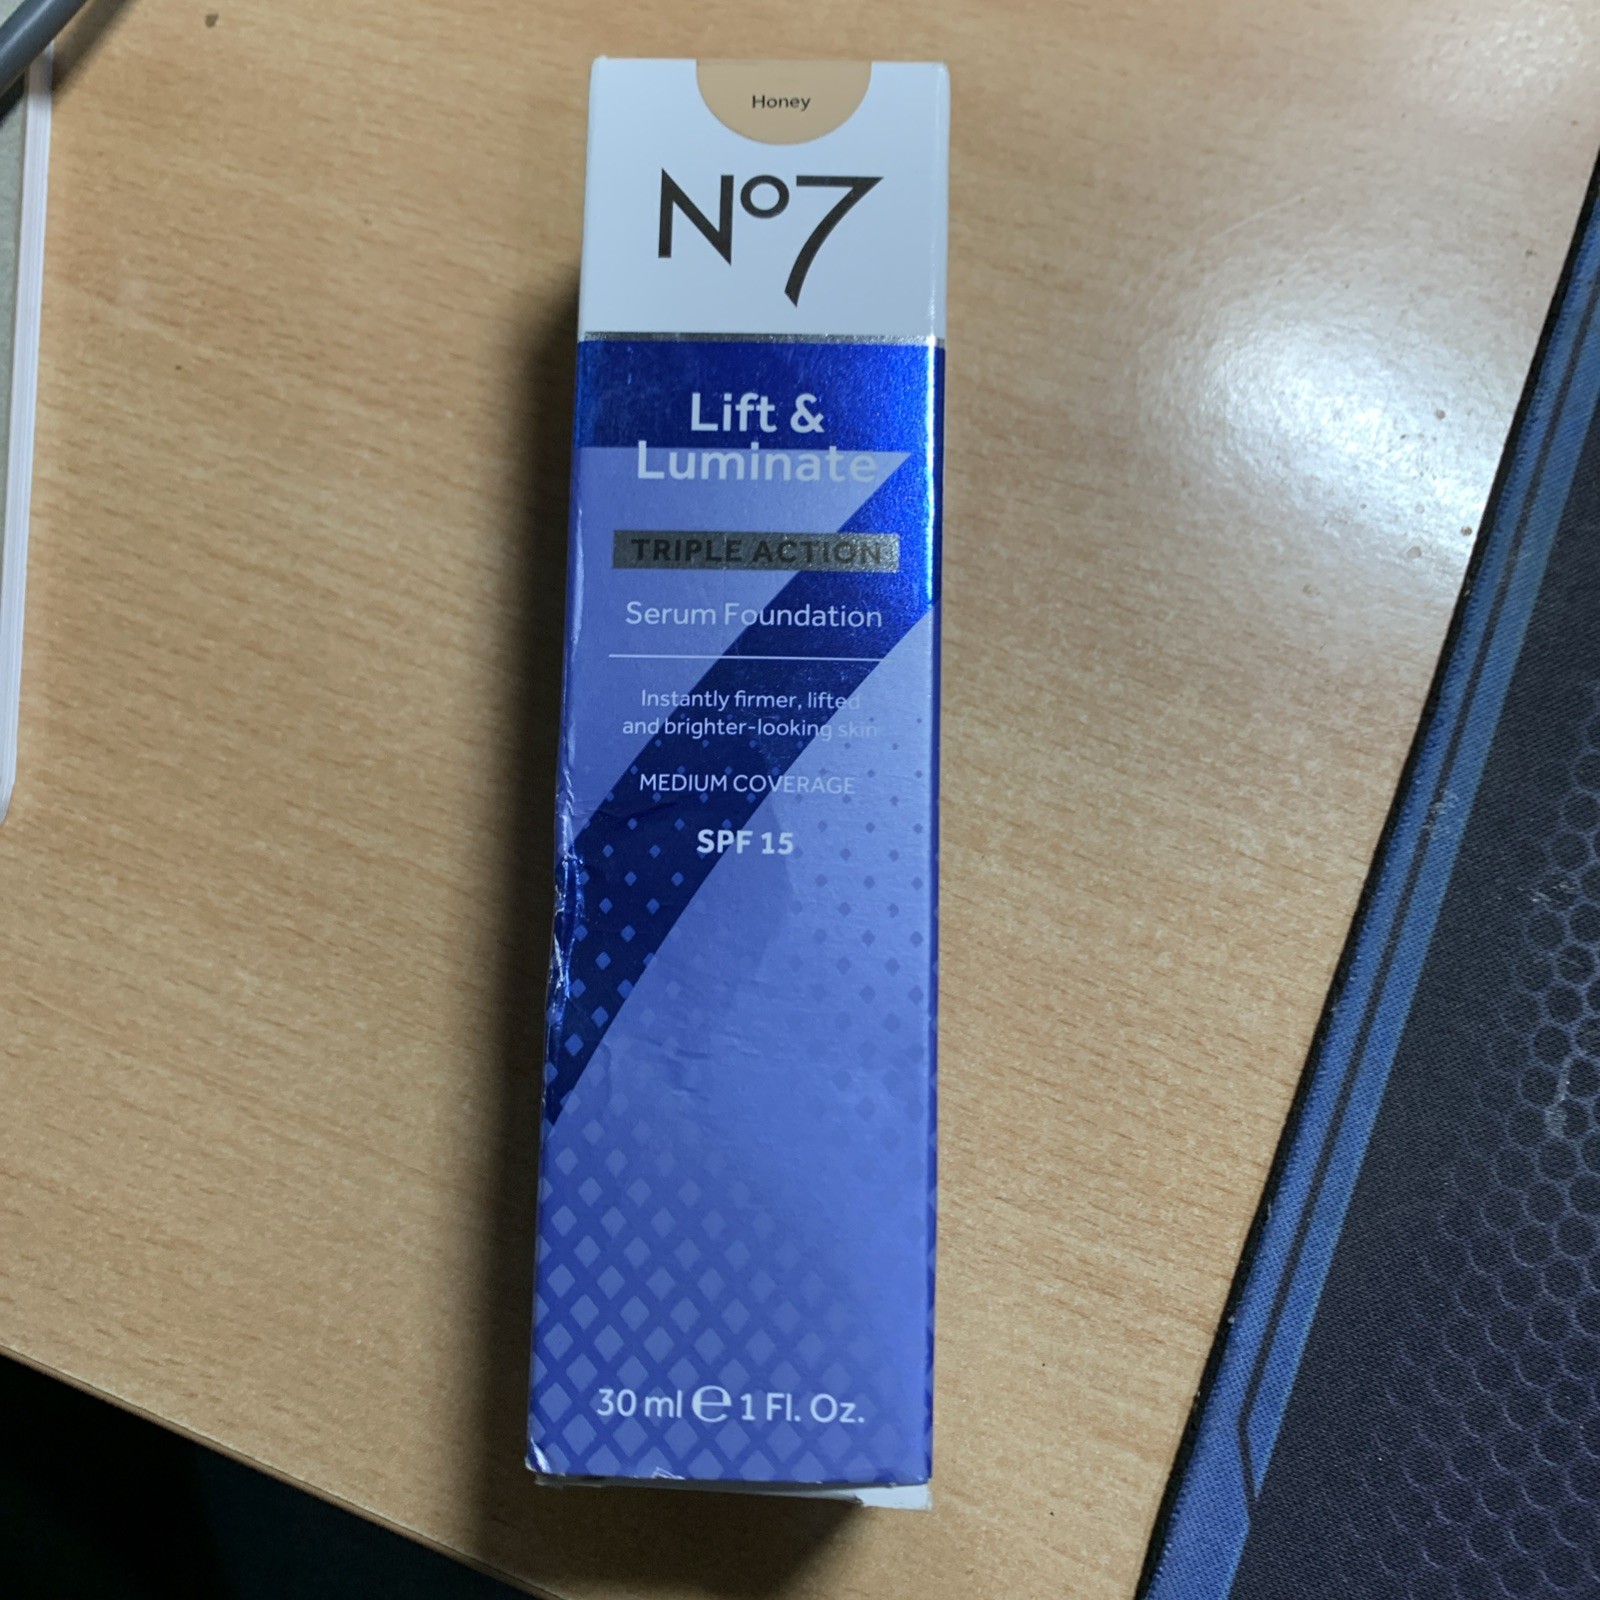 Honey
Nº7
Lift &
Luminate
TRIPLE ACTION
Serum Foundation
Instantly firmer, lifted
and brighter-looking skin
MEDIUM COVERAGE
SPF 15
30 ml ℮ 1 Fl. Oz.